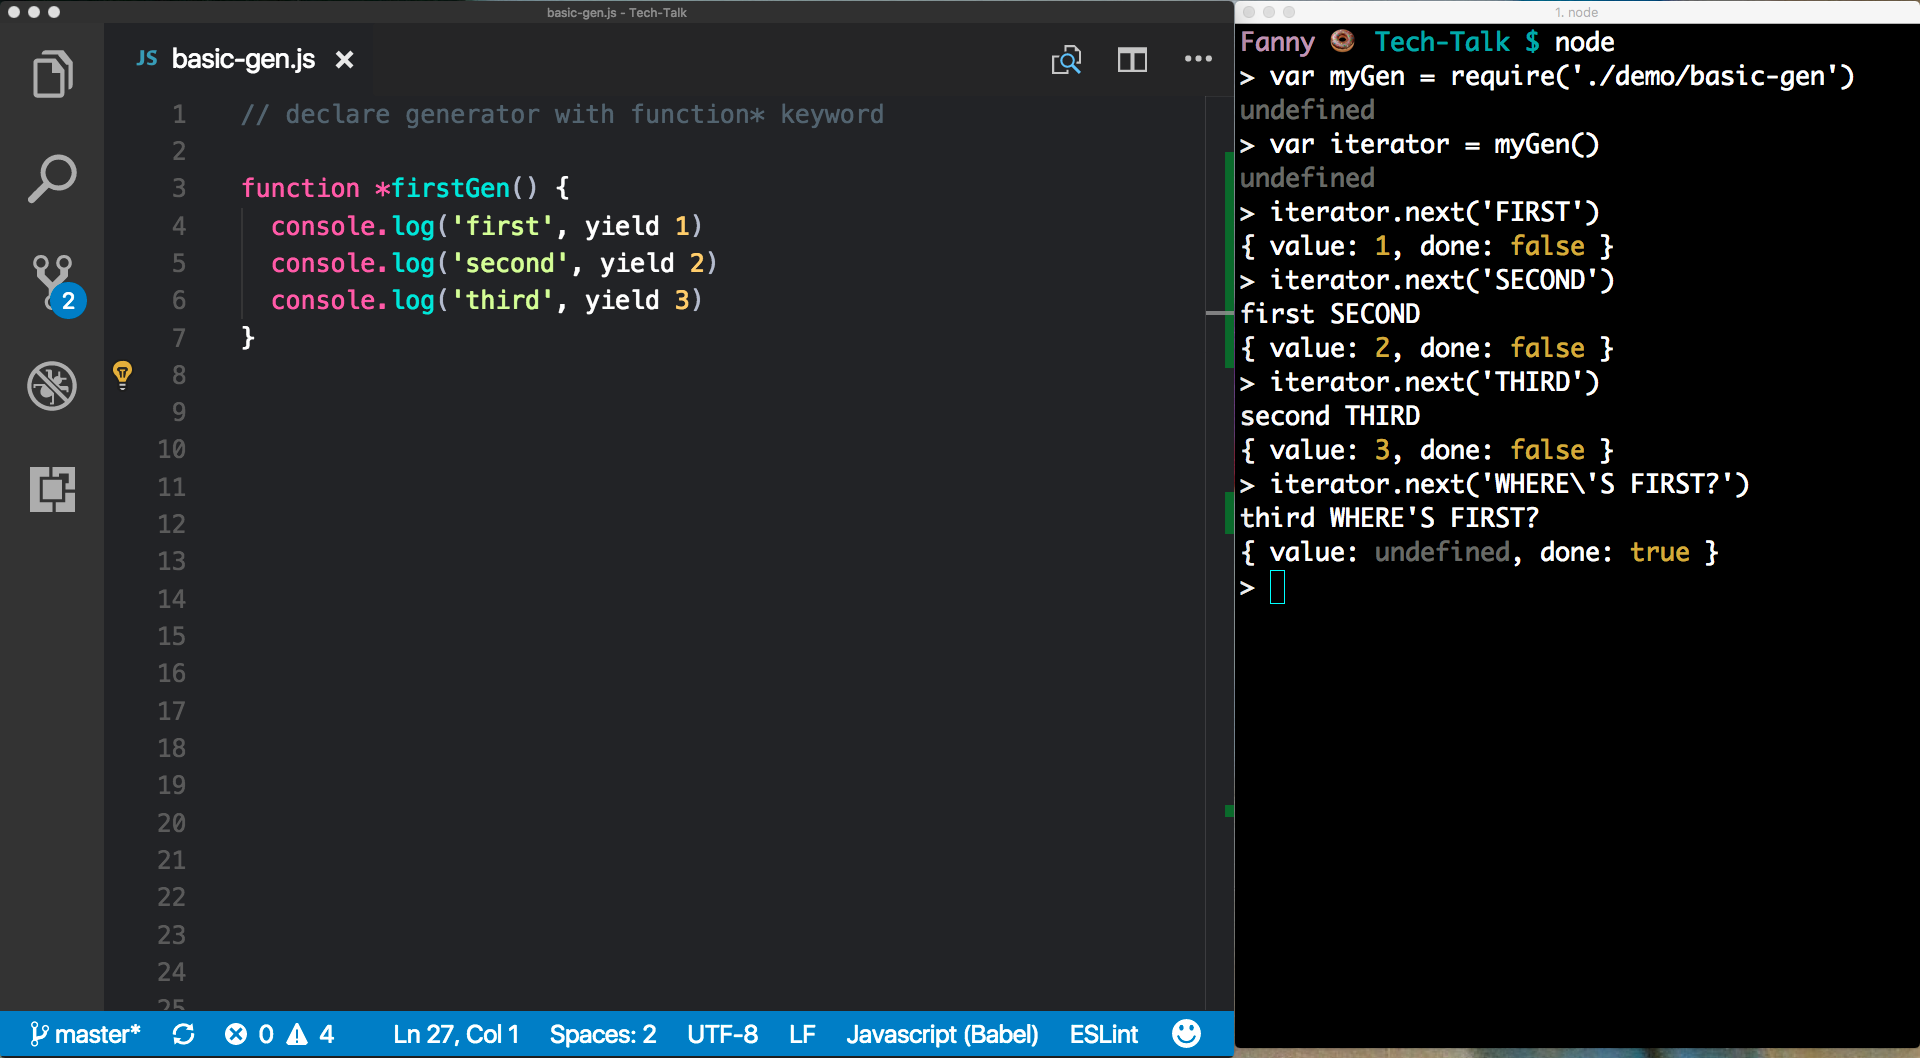 basic-gen.js - Tech-Talk
JS basic-gen.js
1 // declare generator with function* keyword
2
3 function *firstGen() {
4 console.log('first', yield 1)
5 console.log('second', yield 2)
6 console.log('third', yield 3)
7 }
8
9
10
11
12
13
14
15
16
17
18
19
20
21
22
23
24
25
2
master* 0 4 Ln 27, Col 1 Spaces: 2 UTF-8 LF Javascript (Babel) ESLint
1. node
Fanny 🍩 Tech-Talk $ node
> var myGen = require('./demo/basic-gen')
undefined
> var iterator = myGen()
undefined
> iterator.next('FIRST')
{ value: 1, done: false }
> iterator.next('SECOND')
first SECOND
{ value: 2, done: false }
> iterator.next('THIRD')
second THIRD
{ value: 3, done: false }
> iterator.next('WHERE\'S FIRST?')
third WHERE'S FIRST?
{ value: undefined, done: true }
>